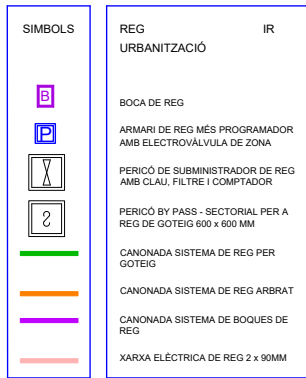 SIMBOLS
REG IR
URBANITZACIÓ
B
BOCA DE REG
P
ARMARI DE REG MÉS PROGRAMADOR
AMB ELECTROVÀLVULA DE ZONA
PERICÓ DE SUBMINISTRADOR DE REG
AMB CLAU, FILTRE I COMPTADOR
PERICÓ BY PASS - SECTORIAL PER A
REG DE GOTEIG 600 x 600 MM
CANONADA SISTEMA DE REG PER
GOTEIG
CANONADA SISTEMA DE REG ARBRAT
CANONADA SISTEMA DE BOQUES DE
REG
XARXA ELÈCTRICA DE REG 2 x 90MM